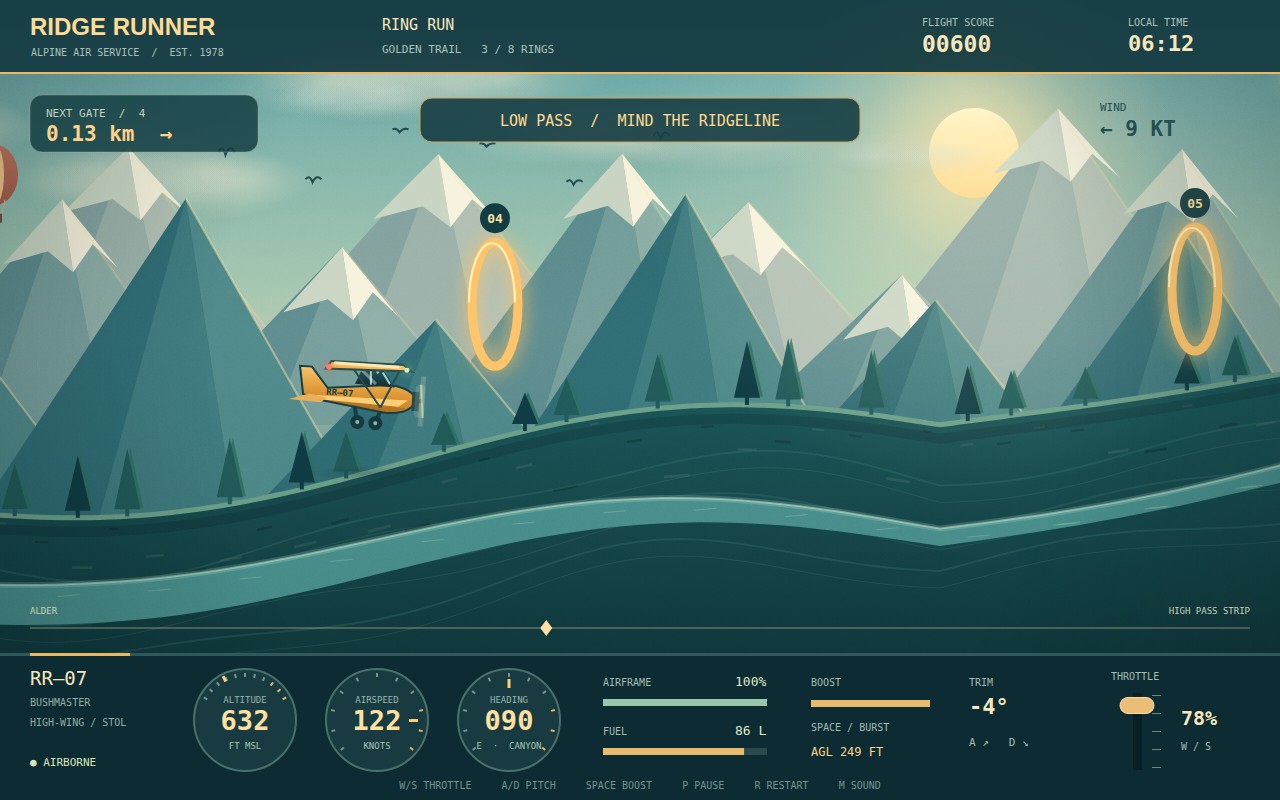 RIDGE RUNNER
ALPINE AIR SERVICE / EST. 1978
RING RUN
GOLDEN TRAIL 3 / 8 RINGS
FLIGHT SCORE
00600
LOCAL TIME
06:12
NEXT GATE / 4
0.13 km →
LOW PASS / MIND THE RIDGELINE
WIND
← 9 KT
04
05
RR—07
ALDER
HIGH PASS STRIP
RR—07
BUSHMASTER
HIGH-WING / STOL
● AIRBORNE
ALTITUDE
632
FT MSL
AIRSPEED
122
KNOTS
HEADING
090
E · CANYON
AIRFRAME 100%
FUEL 86 L
BOOST
SPACE / BURST
AGL 249 FT
TRIM
-4°
A ↗ D ↘
THROTTLE
78%
W / S
W/S THROTTLE A/D PITCH SPACE BOOST P PAUSE R RESTART M SOUND